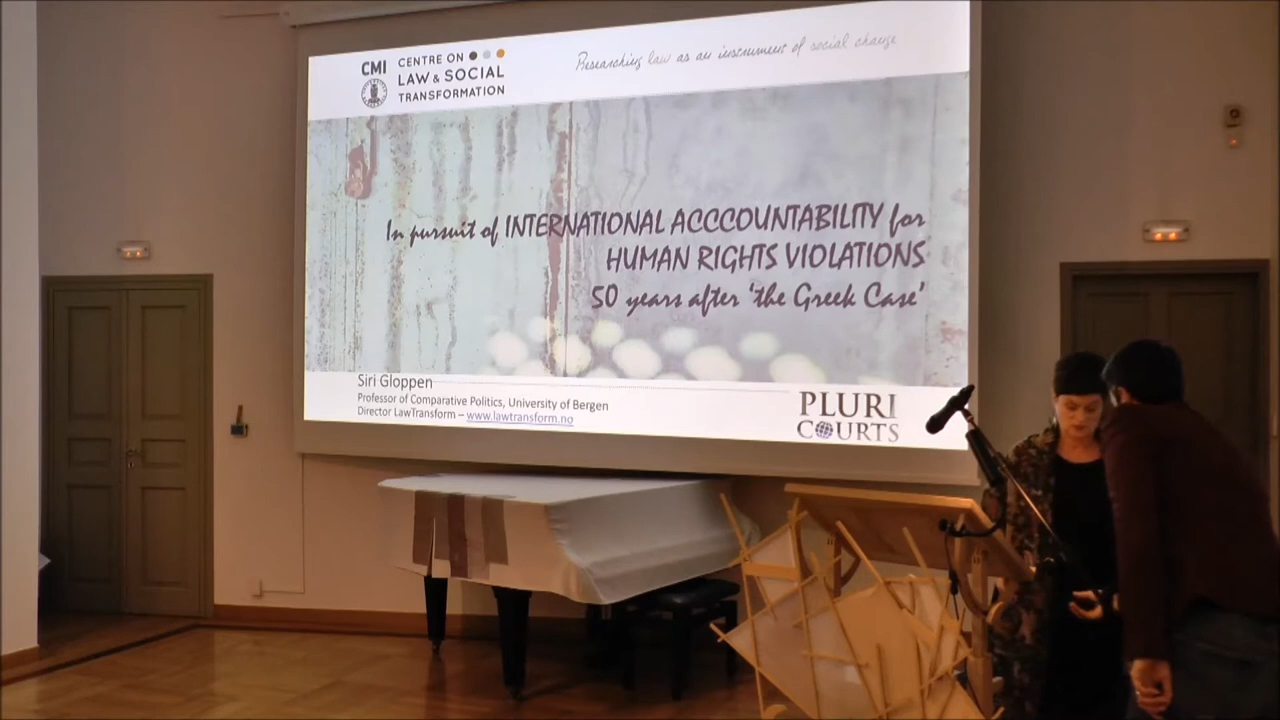 CMI
CENTRE ON
LAW & SOCIAL
TRANSFORMATION
Researching law as an instrument of social change
In pursuit of INTERNATIONAL ACCCOUNTABILITY for
HUMAN RIGHTS VIOLATIONS
50 years after 'the Greek Case'
Siri Gloppen
Professor of Comparative Politics, University of Bergen
Director LawTransform – www.lawtransform.no
PLURI
COURTS